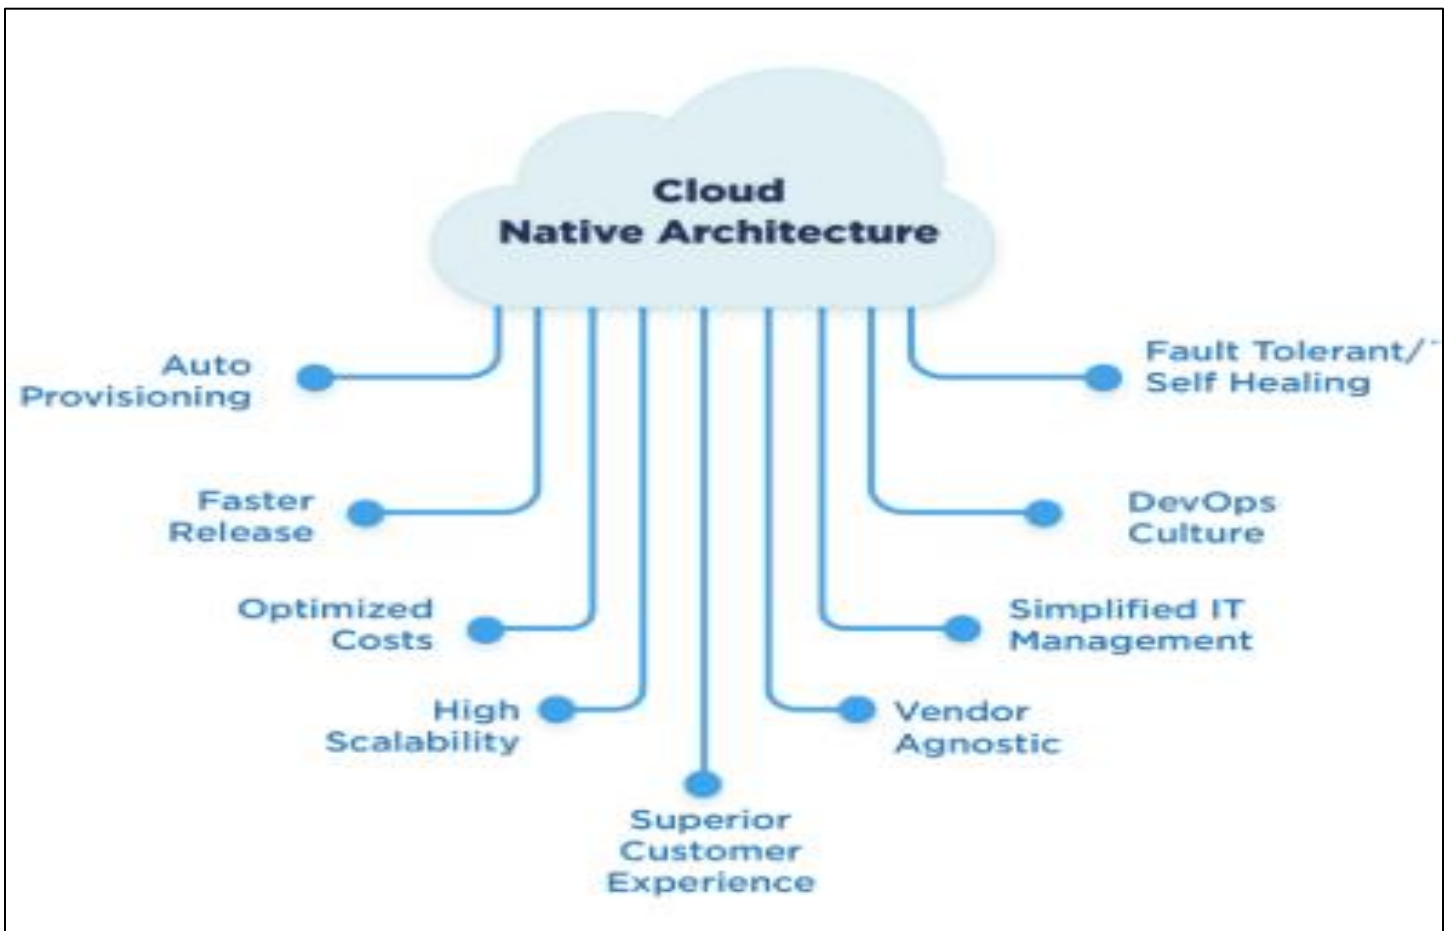 Cloud
Native Architecture
Auto
Provisioning
Fault Tolerant/
Self Healing
Faster
Release
DevOps
Culture
Optimized
Costs
Simplified IT
Management
High
Scalability
Vendor
Agnostic
Superior
Customer
Experience